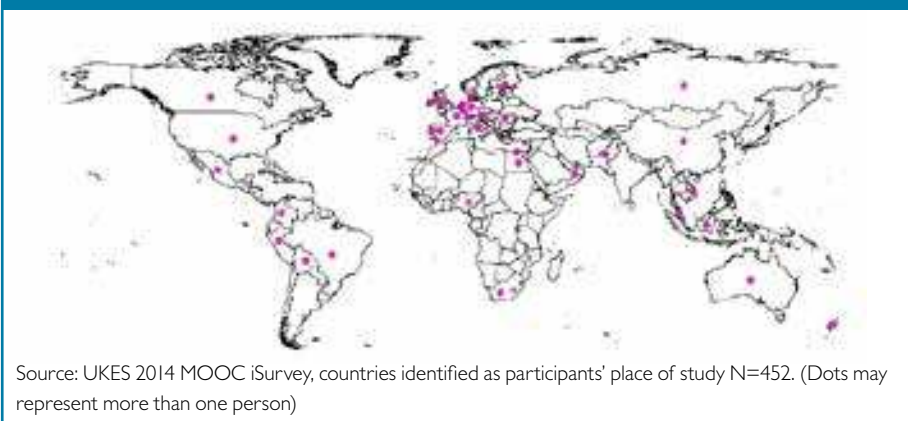 Source: UKES 2014 MOOC iSurvey, countries identified as participants’ place of study N=452. (Dots may
represent more than one person)